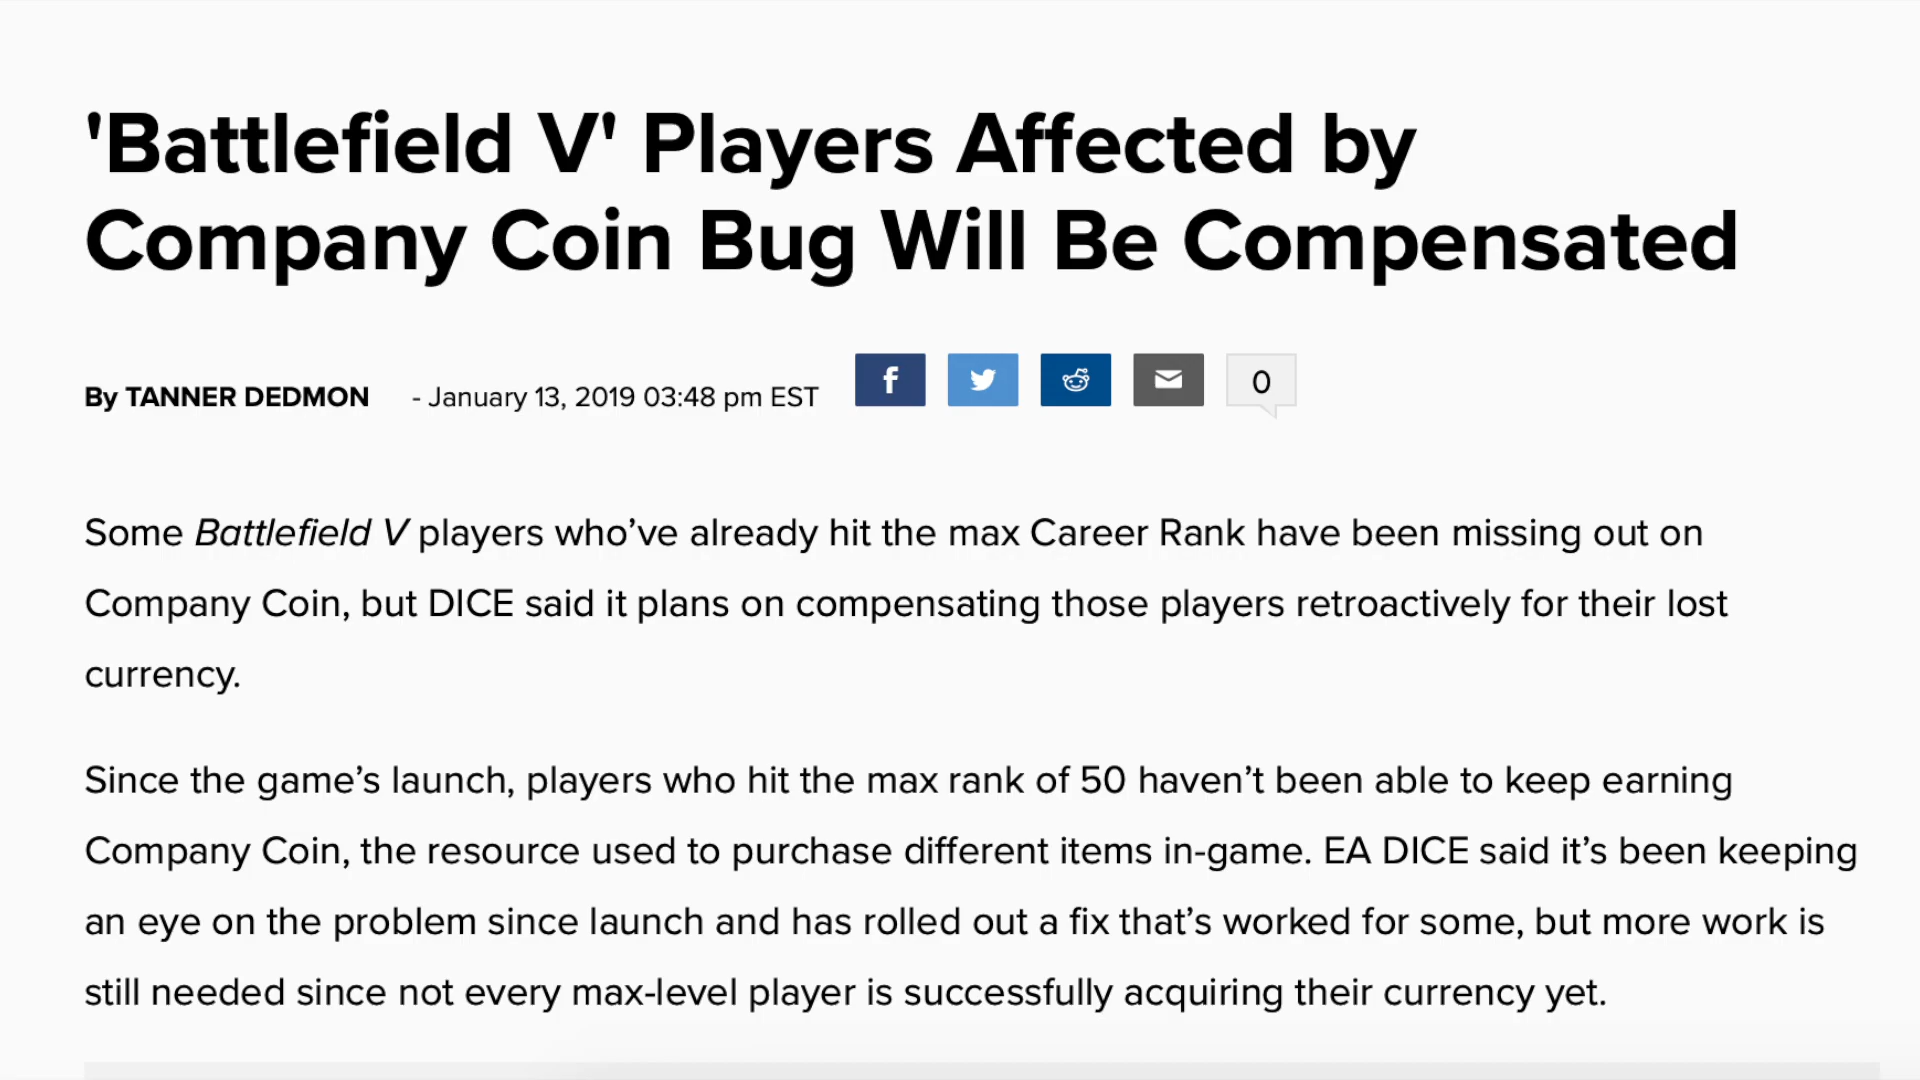 'Battlefield V' Players Affected by
Company Coin Bug Will Be Compensated
By TANNER DEDMON - January 13, 2019 03:48 pm EST f 0
Some Battlefield V players who’ve already hit the max Career Rank have been missing out on
Company Coin, but DICE said it plans on compensating those players retroactively for their lost
currency.
Since the game’s launch, players who hit the max rank of 50 haven’t been able to keep earning
Company Coin, the resource used to purchase different items in-game. EA DICE said it’s been keeping
an eye on the problem since launch and has rolled out a fix that’s worked for some, but more work is
still needed since not every max-level player is successfully acquiring their currency yet.